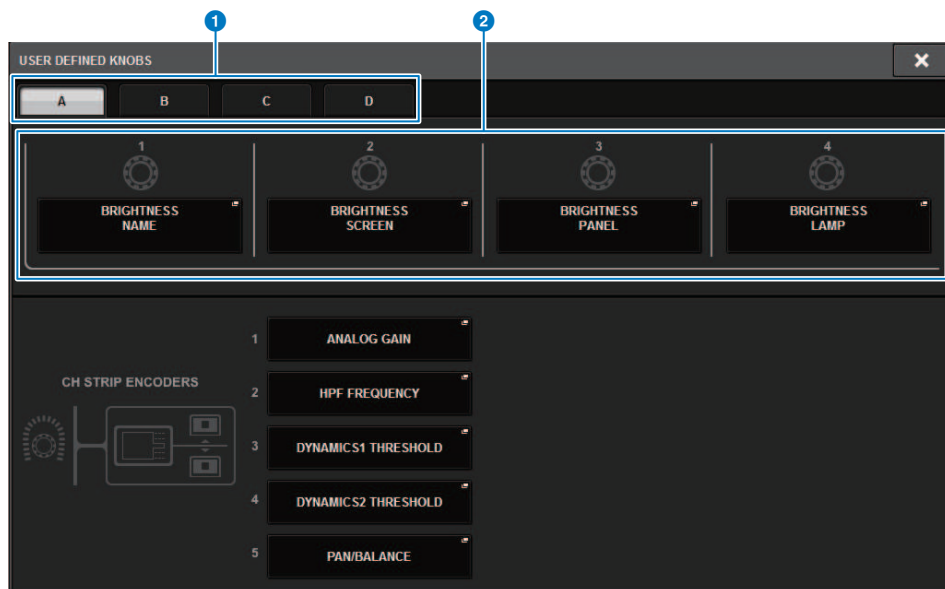 1 2
USER DEFINED KNOBS
A B C D
1 2 3 4
BRIGHTNESS
NAME
BRIGHTNESS
SCREEN
BRIGHTNESS
PANEL
BRIGHTNESS
LAMP
CH STRIP ENCODERS
1 ANALOG GAIN
2 HPF FREQUENCY
3 DYNAMICS1 THRESHOLD
4 DYNAMICS2 THRESHOLD
5 PAN/BALANCE